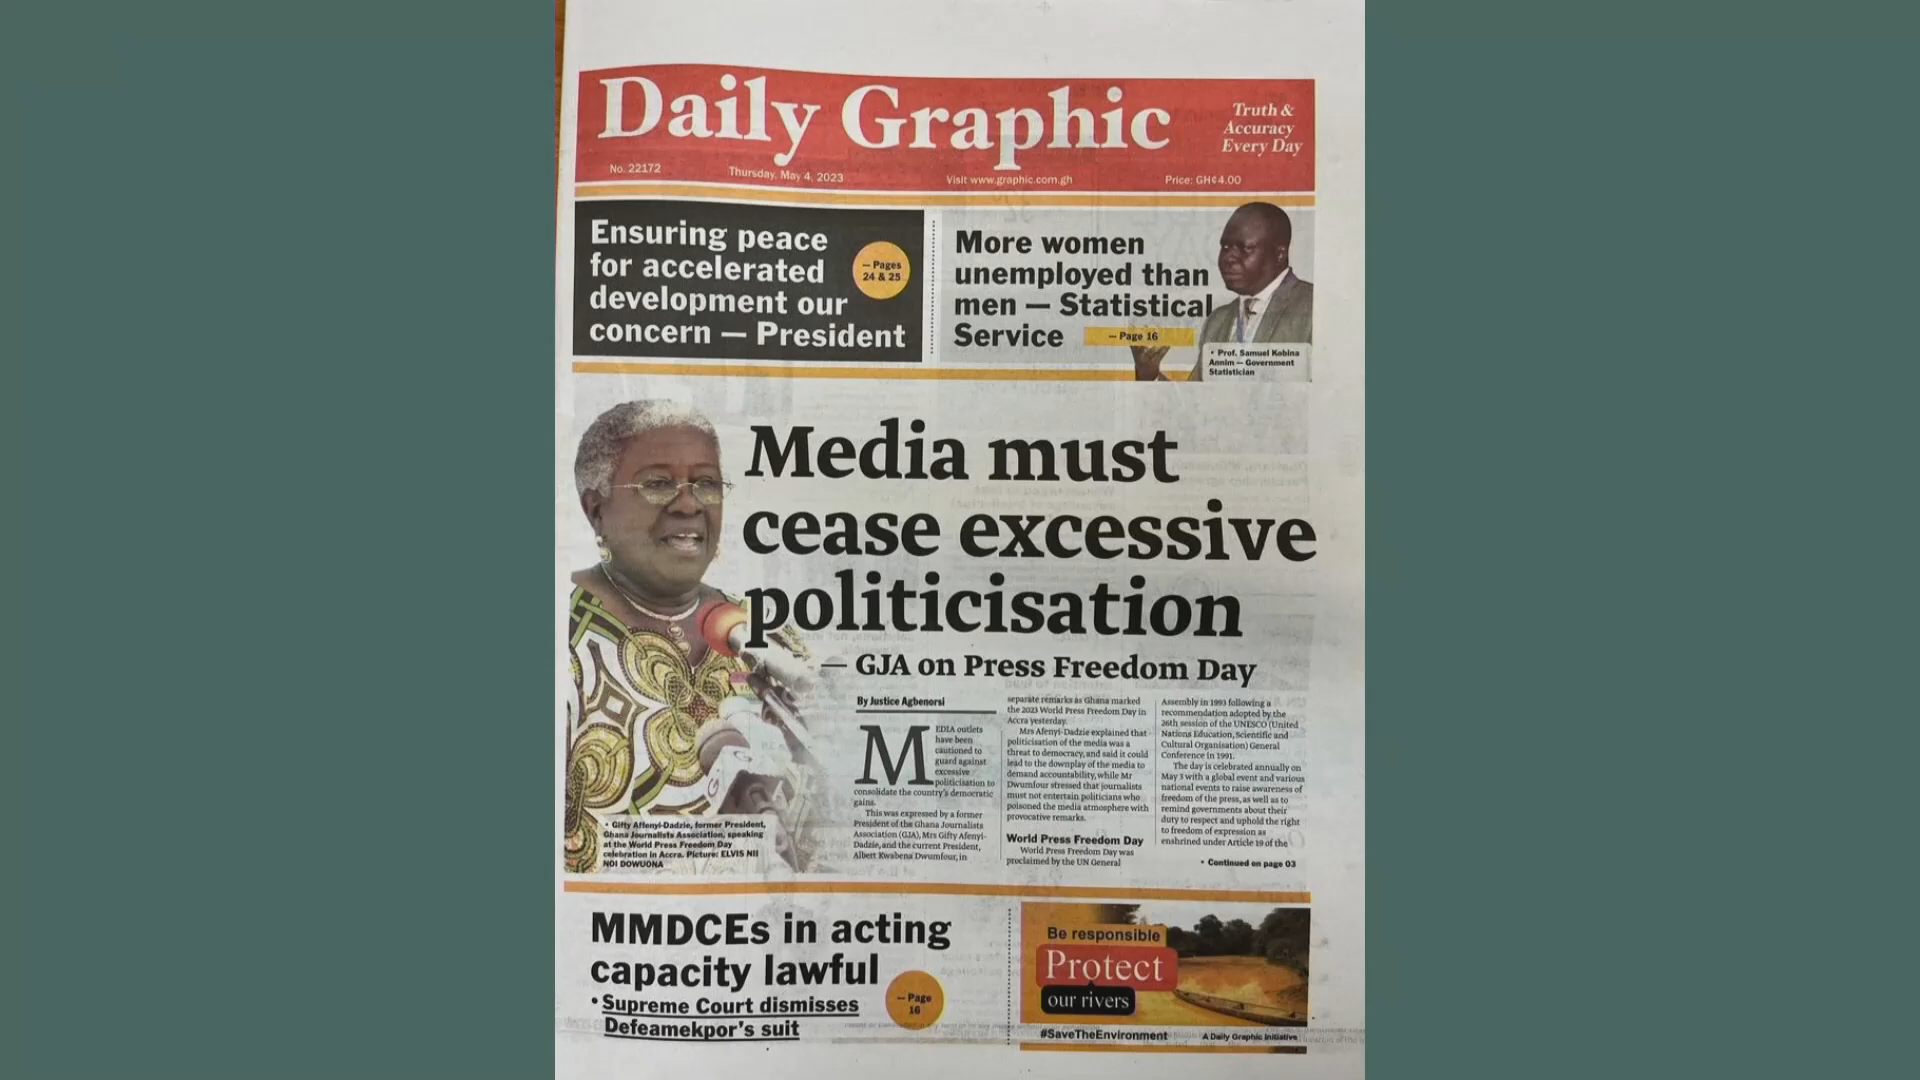 Daily Graphic
Truth &
Accuracy
Every Day
No. 22172
Thursday, May 4, 2023
Visit www.graphic.com.gh
Price: GH¢4.00
Ensuring peace
for accelerated
development our
concern — President
— Pages
24 & 25
More women
unemployed than
men — Statistical
Service
— Page 16
• Prof. Samuel Kobina
Annim — Government
Statistician
Media must
cease excessive
politicisation
— GJA on Press Freedom Day
By Justice Agbenorsi
MEDIA outlets
have been
cautioned to
guard against
excessive
politicisation to
consolidate the country's democratic
gains.
This was expressed by a former
President of the Ghana Journalists
Association (GJA), Mrs Gifty Afenyi-
Dadzie, and the current President,
Albert Kwabena Dwumfour, in
separate remarks as Ghana marked
the 2023 World Press Freedom Day in
Accra yesterday.
Mrs Afenyi-Dadzie explained that
politicisation of the media was a
threat to democracy, and said it could
lead to the downplay of the media to
demand accountability, while Mr
Dwumfour stressed that journalists
must not entertain politicians who
poisoned the media atmosphere with
provocative remarks.
World Press Freedom Day
World Press Freedom Day was
proclaimed by the UN General
Assembly in 1993 following a
recommendation adopted by the
26th session of the UNESCO (United
Nations Education, Scientific and
Cultural Organisation) General
Conference in 1991.
The day is celebrated annually on
May 3 with a global event and various
national events to raise awareness of
freedom of the press, as well as to
remind governments about their
duty to respect and uphold the right
to freedom of expression as
enshrined under Article 19 of the
• Continued on page 03
• Gifty Affenyi-Dadzie, former President,
Ghana Journalists Association, speaking
at the World Press Freedom Day
celebration in Accra. Picture: ELVIS NII
NOI DOWUONA
MMDCEs in acting
capacity lawful
• Supreme Court dismisses
Defeamekpor's suit
— Page
16
Be responsible
Protect
our rivers
#SaveTheEnvironment
A Daily Graphic Initiative